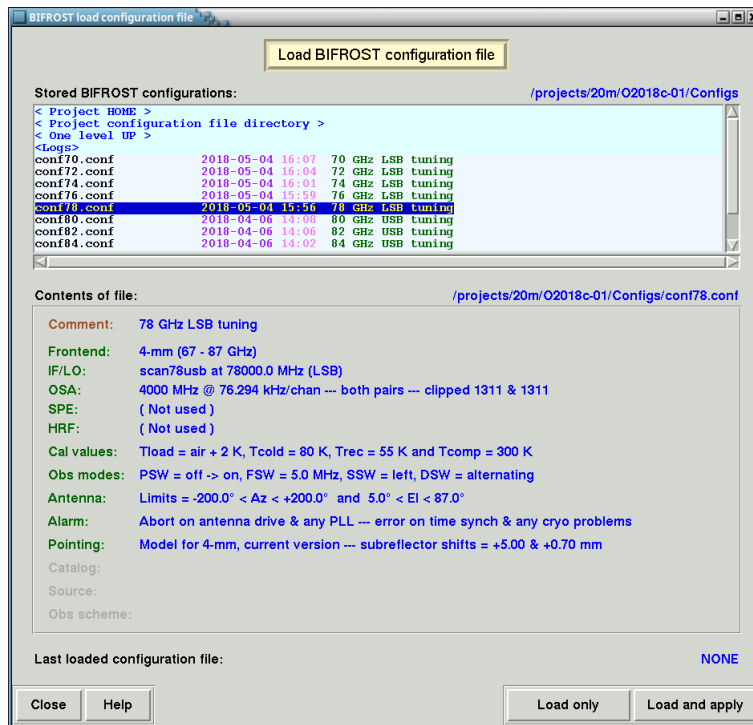 BIFROST load configuration file
Load BIFROST configuration file
Stored BIFROST configurations: /projects/20m/O2018c-01/Configs
< Project HOME >
< Project configuration file directory >
< One level UP >
<Logs>
conf70.conf 2018-05-04 16:07 70 GHz LSB tuning
conf72.conf 2018-05-04 16:04 72 GHz LSB tuning
conf74.conf 2018-05-04 16:01 74 GHz LSB tuning
conf76.conf 2018-05-04 15:59 76 GHz LSB tuning
conf78.conf 2018-05-04 15:56 78 GHz LSB tuning
conf80.conf 2018-04-06 14:08 80 GHz USB tuning
conf82.conf 2018-04-06 14:06 82 GHz USB tuning
conf84.conf 2018-04-06 14:02 84 GHz USB tuning
Contents of file: /projects/20m/O2018c-01/Configs/conf78.conf
Comment: 78 GHz LSB tuning
Frontend: 4-mm (67 - 87 GHz)
IF/LO: scan78usb at 78000.0 MHz (LSB)
OSA: 4000 MHz @ 76.294 kHz/chan --- both pairs --- clipped 1311 & 1311
SPE: ( Not used )
HRF: ( Not used )
Cal values: Tload = air + 2 K, Tcold = 80 K, Trec = 55 K and Tcomp = 300 K
Obs modes: PSW = off -> on, FSW = 5.0 MHz, SSW = left, DSW = alternating
Antenna: Limits = -200.0° < Az < +200.0° and 5.0° < El < 87.0°
Alarm: Abort on antenna drive & any PLL --- error on time synch & any cryo problems
Pointing: Model for 4-mm, current version --- subreflector shifts = +5.00 & +0.70 mm
Catalog:
Source:
Obs scheme:
Last loaded configuration file: NONE
Close Help Load only Load and apply